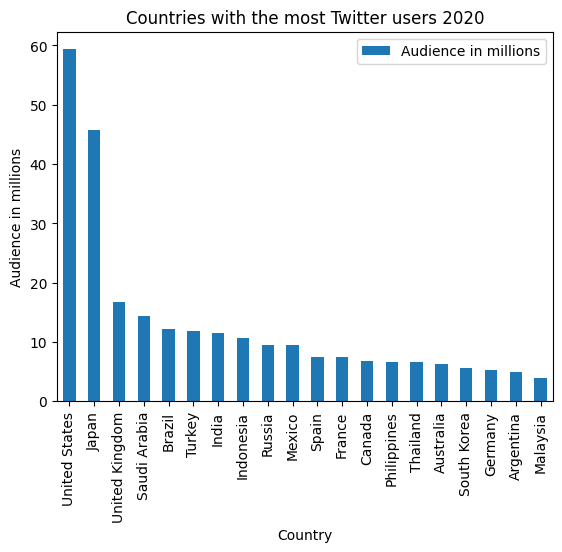 Countries with the most Twitter users 2020
Audience in millions
Audience in millions
60
50
40
30
20
10
0
United States
Japan
United Kingdom
Saudi Arabia
Brazil
Turkey
India
Indonesia
Russia
Mexico
Spain
France
Canada
Philippines
Thailand
Australia
South Korea
Germany
Argentina
Malaysia
Country